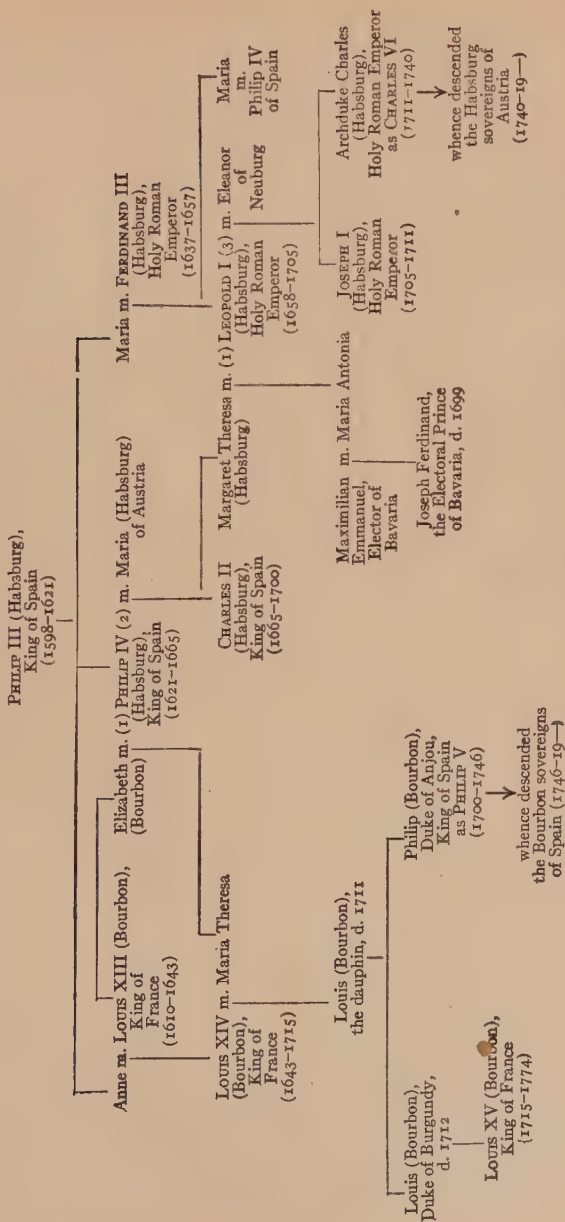 PHILIP III (Habsburg),
King of Spain
(1598-1621)
Anne m. LOUIS XIII (Bourbon),
King of
France
(1610-1643)
Elizabeth m. (1) PHILIP IV (2) m. Maria (Habsburg)
(Bourbon)
(Habsburg),
King of Spain
(1621-1665)
of Austria
Maria m. FERDINAND III
(Habsburg),
Holy Roman
Emperor
(1637-1657)
LOUIS XIV m. Maria Theresa
(Bourbon),
King of
France
(1643-1715)
CHARLES II
(Habsburg),
King of Spain
(1665-1700)
Margaret Theresa m. (1) LEOPOLD I (3) m. Eleanor
(Habsburg)
(Habsburg),
Holy Roman
Emperor
(1658-1705)
of
Neuburg
Maria
m.
Philip IV
of Spain
Louis (Bourbon),
the dauphin, d. 1711
Maximilian m. Maria Antonia
Emmanuel,
Elector of
Bavaria
JOSEPH I
(Habsburg),
Holy Roman
Emperor
(1705-1711)
Archduke Charles
(Habsburg),
Holy Roman Emperor
as CHARLES VI
(1711-1740)
Louis (Bourbon),
Duke of Burgundy,
d. 1712
Philip (Bourbon),
Duke of Anjou,
King of Spain
as PHILIP V
(1700-1746)
Joseph Ferdinand,
the Electoral Prince
of Bavaria, d. 1699
whence descended
the Habsburg
sovereigns of
Austria
(1740-19—)
LOUIS XV (Bourbon),
King of France
(1715-1774)
whence descended
the Bourbon sovereigns
of Spain (1746-19—)